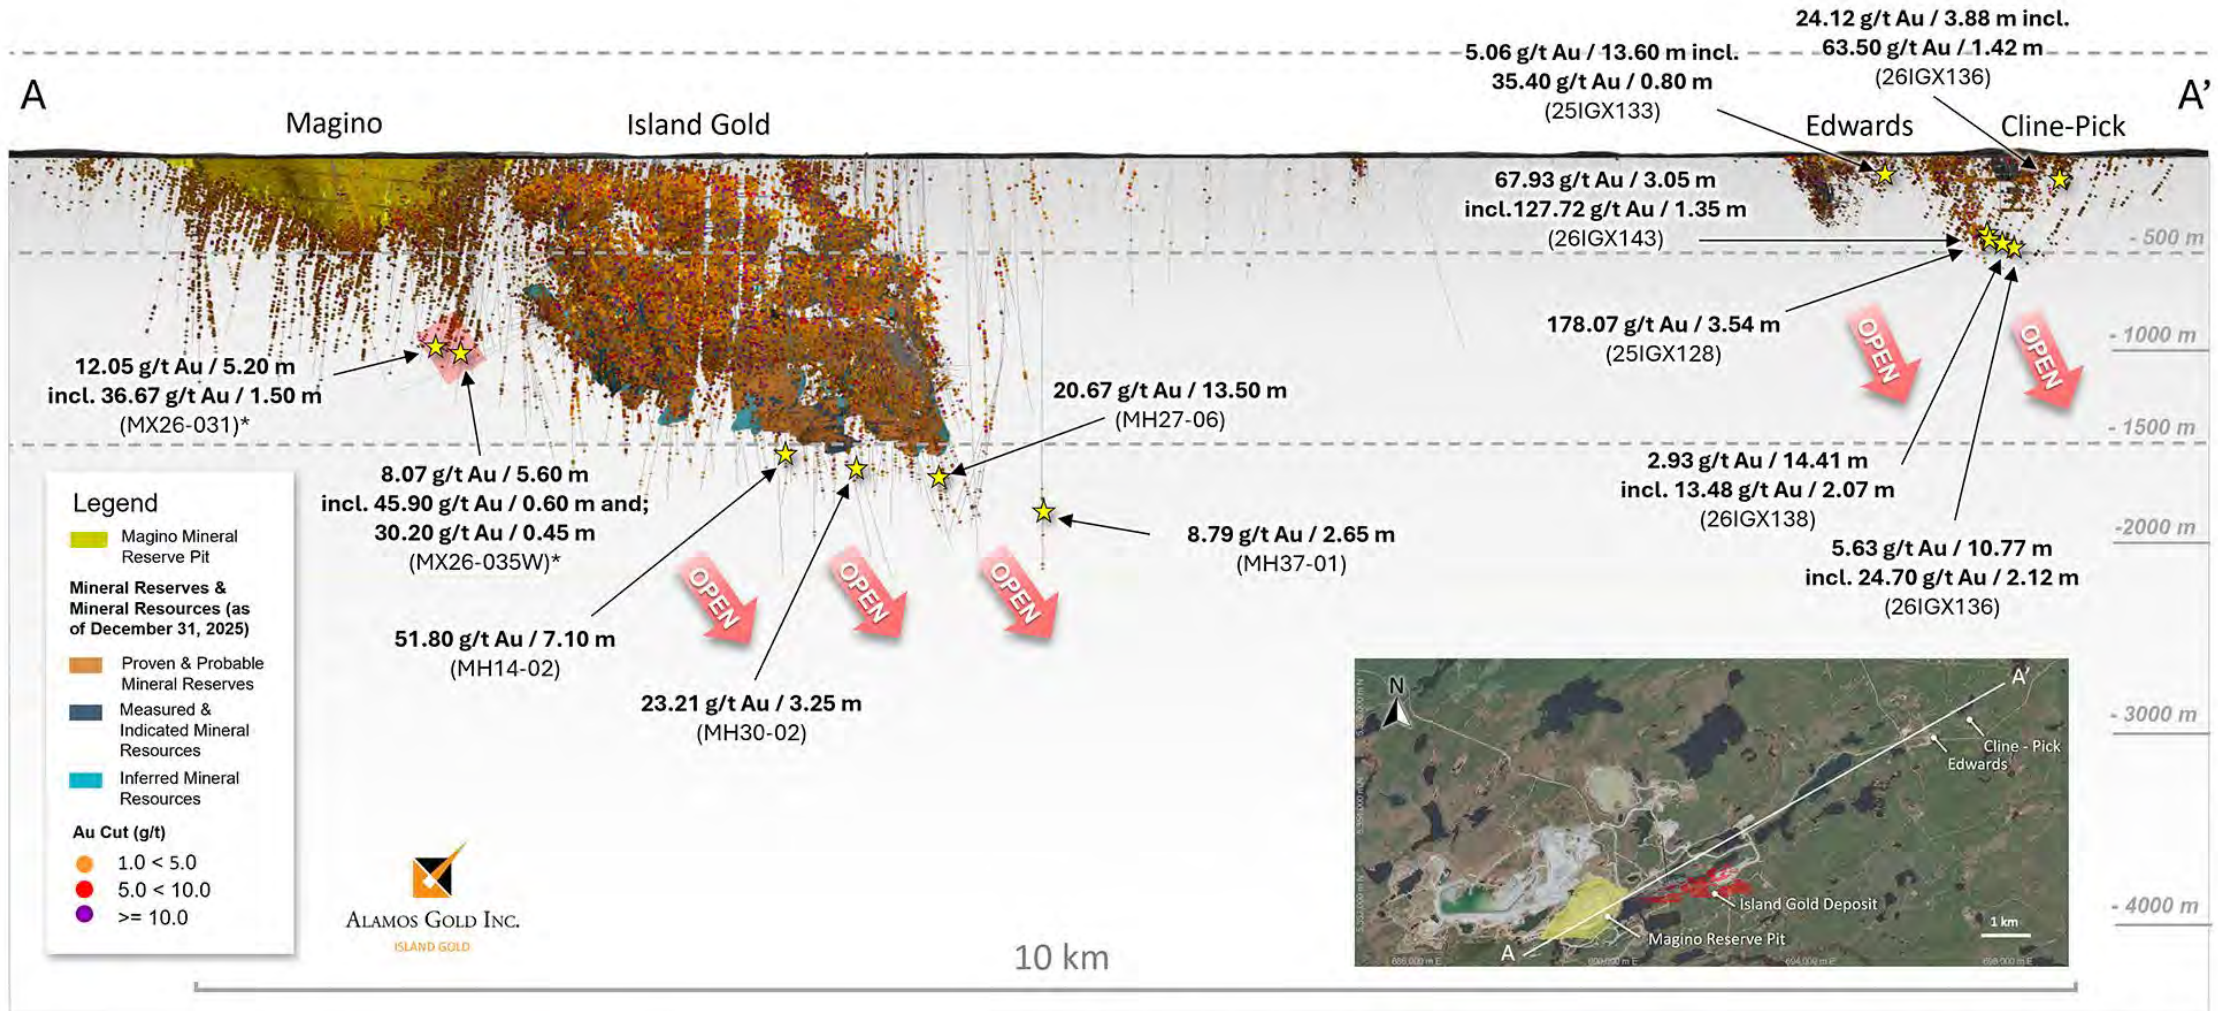 24.12 g/t Au / 3.88 m incl.
63.50 g/t Au / 1.42 m
(26IGX136)
5.06 g/t Au / 13.60 m incl.
35.40 g/t Au / 0.80 m
(25IGX133)
A
A'
Magino
Island Gold
Edwards
Cline-Pick
67.93 g/t Au / 3.05 m
incl.127.72 g/t Au / 1.35 m
(26IGX143)
- 500 m
178.07 g/t Au / 3.54 m
(25IGX128)
- 1000 m
OPEN
OPEN
12.05 g/t Au / 5.20 m
incl. 36.67 g/t Au / 1.50 m
(MX26-031)*
20.67 g/t Au / 13.50 m
(MH27-06)
- 1500 m
8.07 g/t Au / 5.60 m
incl. 45.90 g/t Au / 0.60 m and;
30.20 g/t Au / 0.45 m
(MX26-035W)*
2.93 g/t Au / 14.41 m
incl. 13.48 g/t Au / 2.07 m
(26IGX138)
-2000 m
8.79 g/t Au / 2.65 m
(MH37-01)
5.63 g/t Au / 10.77 m
incl. 24.70 g/t Au / 2.12 m
(26IGX136)
OPEN
OPEN
OPEN
51.80 g/t Au / 7.10 m
(MH14-02)
23.21 g/t Au / 3.25 m
(MH30-02)
- 3000 m
- 4000 m
Legend
Magino Mineral
Reserve Pit
Mineral Reserves &
Mineral Resources (as
of December 31, 2025)
Proven & Probable
Mineral Reserves
Measured &
Indicated Mineral
Resources
Inferred Mineral
Resources
Au Cut (g/t)
1.0 < 5.0
5.0 < 10.0
>= 10.0
ALAMOS GOLD INC.
ISLAND GOLD
10 km
N
A'
Cline - Pick
Edwards
Island Gold Deposit
1 km
Magino Reserve Pit
A
686,000 m E
690,000 m E
694,000 m E
698,000 m E